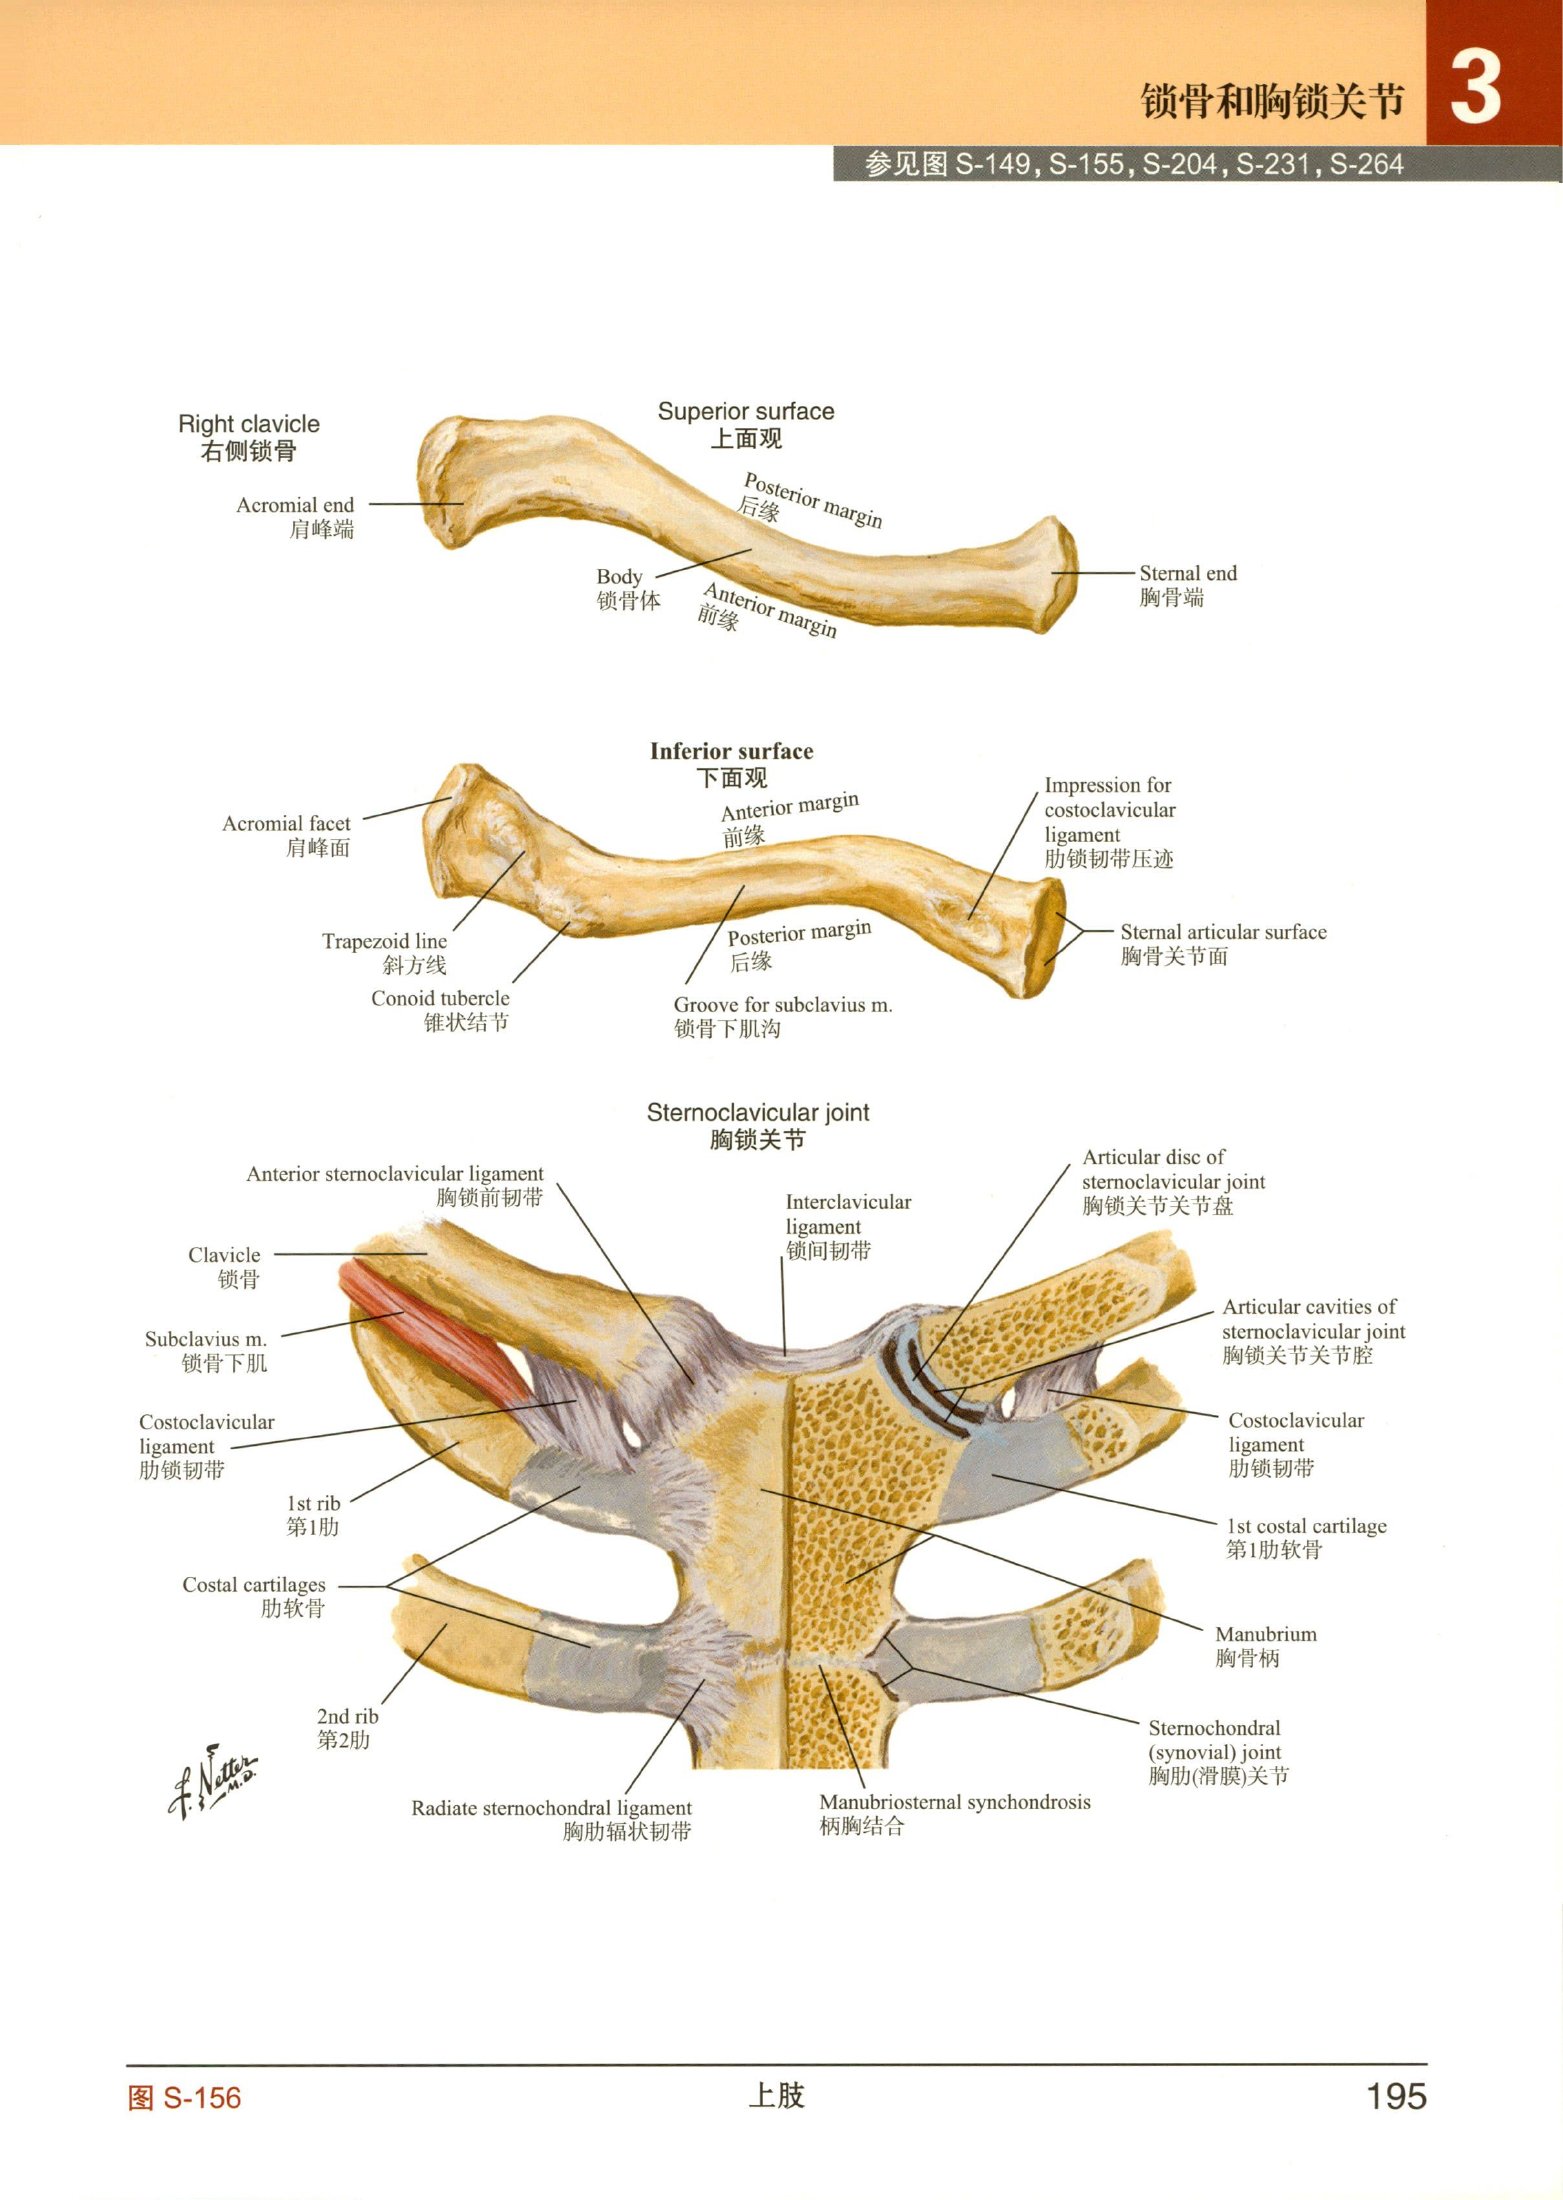 锁骨和胸锁关节
3
参见图 S-149, S-155, S-204, S-231, S-264
Right clavicle
右侧锁骨
Superior surface
上面观
Acromial end
肩峰端
Posterior margin
后缘
Body
锁骨体
Anterior margin
前缘
Sternal end
胸骨端
Inferior surface
下面观
Anterior margin
前缘
Acromial facet
肩峰面
Impression for
costoclavicular
ligament
肋锁韧带压迹
Trapezoid line
斜方线
Conoid tubercle
锥状结节
Posterior margin
后缘
Groove for subclavius m.
锁骨下肌沟
Sternal articular surface
胸骨关节面
Sternoclavicular joint
胸锁关节
Anterior sternoclavicular ligament
胸锁前韧带
Interclavicular
ligament
锁间韧带
Articular disc of
sternoclavicular joint
胸锁关节关节盘
Clavicle
锁骨
Subclavius m.
锁骨下肌
Articular cavities of
sternoclavicular joint
胸锁关节关节腔
Costoclavicular
ligament
肋锁韧带
Costoclavicular
ligament
肋锁韧带
1st rib
第1肋
1st costal cartilage
第1肋软骨
Costal cartilages
肋软骨
Manubrium
胸骨柄
2nd rib
第2肋
Sternochondral
(synovial) joint
胸肋(滑膜)关节
F. Netter
M.D.
Radiate sternochondral ligament
胸肋辐状韧带
Manubriosternal synchondrosis
柄胸结合
图 S-156
上肢
195